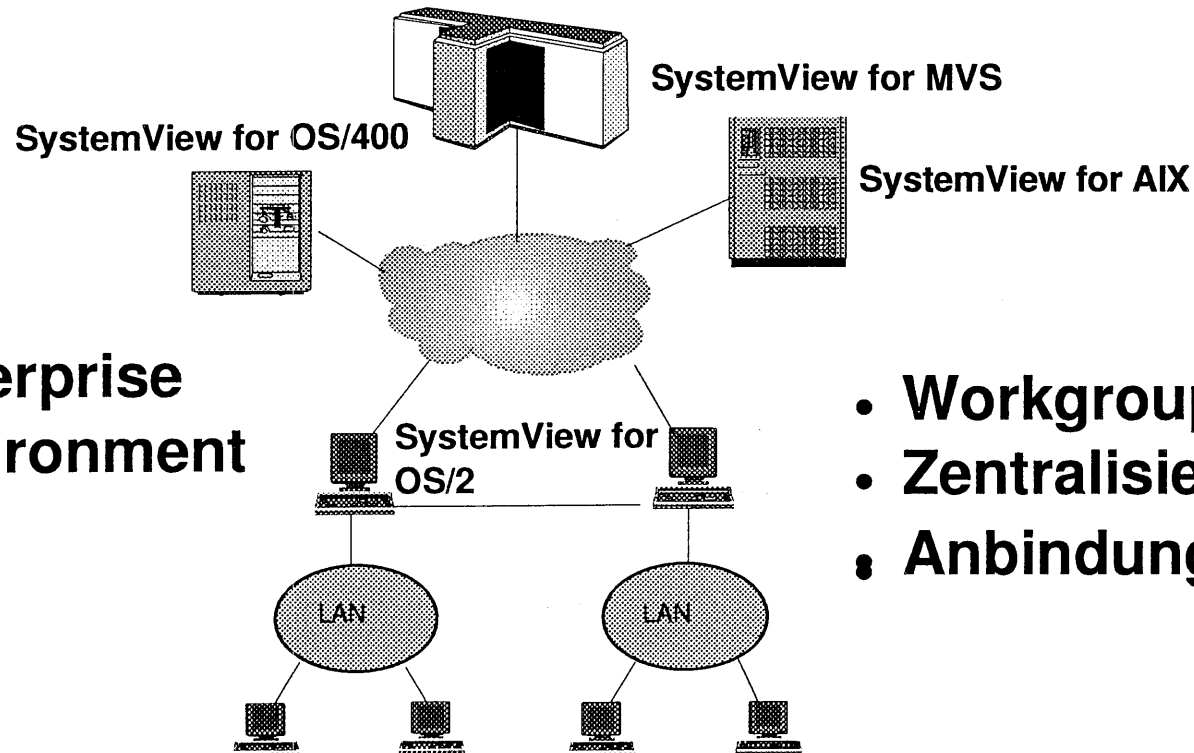 SystemView for MVS
SystemView for OS/400
SystemView for AIX
erprise
ronment
SystemView for
OS/2
• Workgroup
• Zentralisie
• Anbindung
LAN
LAN